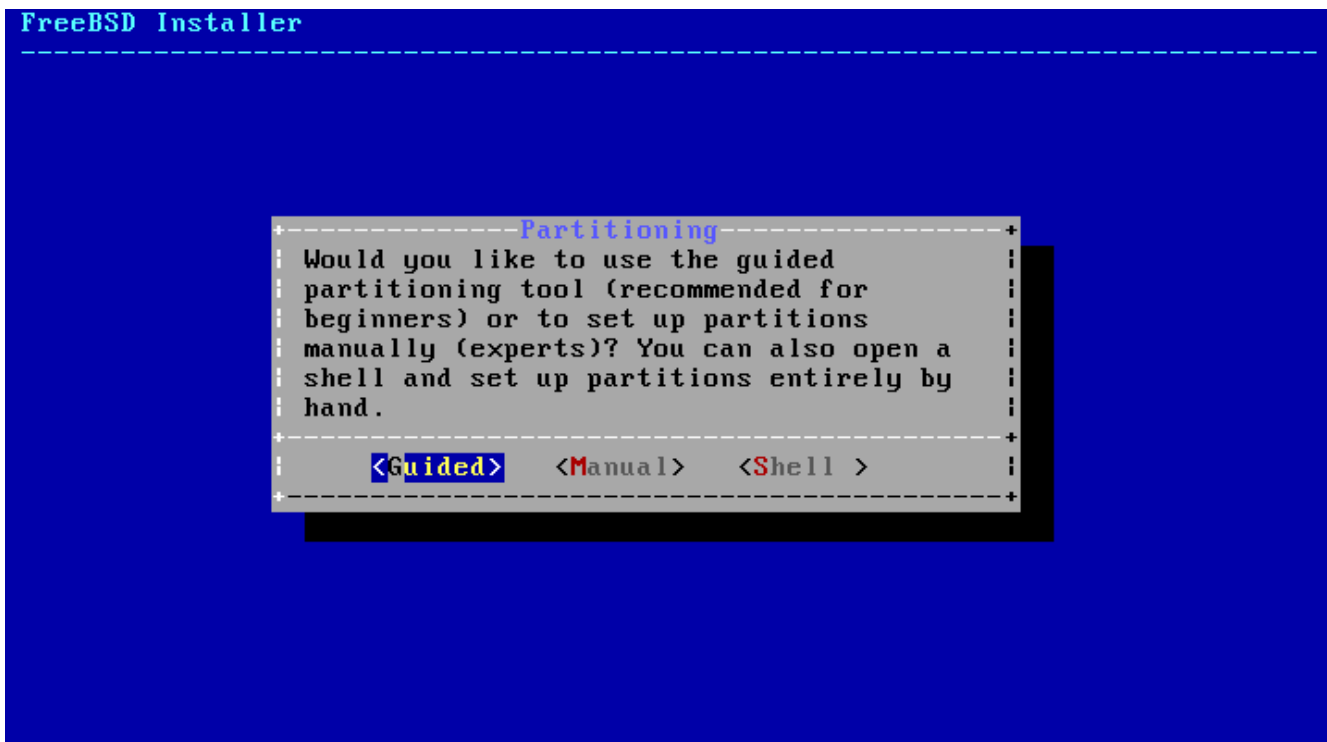 FreeBSD Installer
Partitioning
Would you like to use the guided
partitioning tool (recommended for
beginners) or to set up partitions
manually (experts)? You can also open a
shell and set up partitions entirely by
hand.
<Guided> <Manual> <Shell >